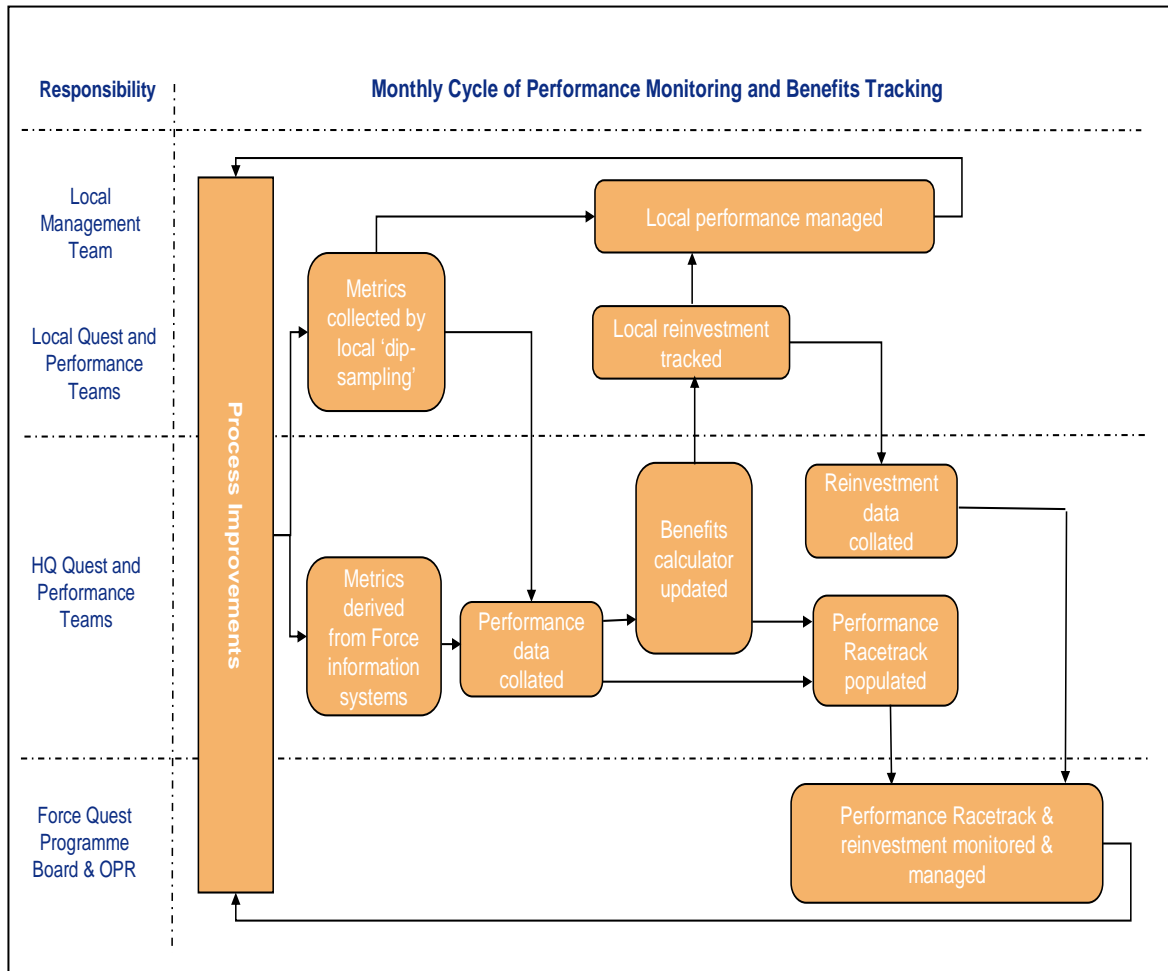 Responsibility
Monthly Cycle of Performance Monitoring and Benefits Tracking
Local
Management
Team
Local performance managed
Metrics
collected by
local ‘dip-
sampling’
Local Quest and
Performance
Teams
Local reinvestment
tracked
Process Improvements
HQ Quest and
Performance
Teams
Metrics
derived
from Force
information
systems
Performance
data
collated
Benefits
calculator
updated
Reinvestment
data
collated
Performance
Racetrack
populated
Force Quest
Programme
Board & OPR
Performance Racetrack &
reinvestment monitored &
managed